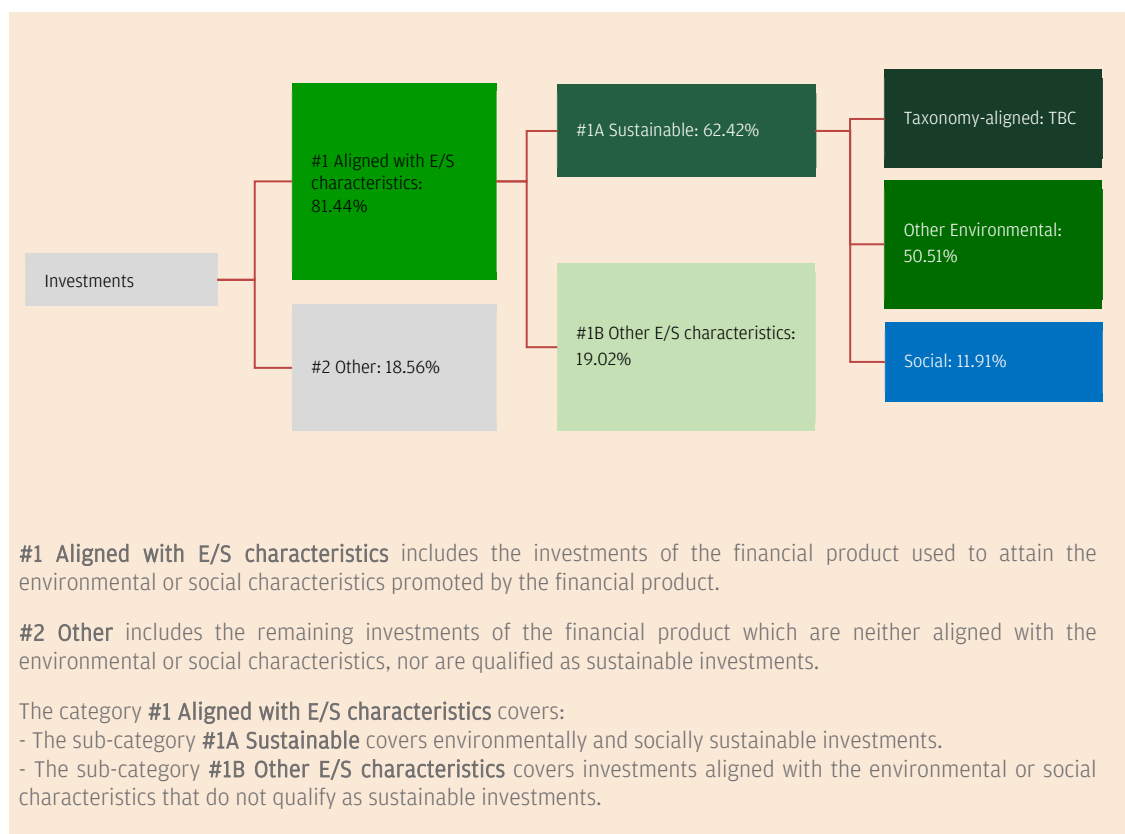 Investments
#1 Aligned with E/S
characteristics:
81.44%
#2 Other: 18.56%
#1A Sustainable: 62.42%
#1B Other E/S characteristics:
19.02%
Taxonomy-aligned: TBC
Other Environmental:
50.51%
Social: 11.91%
#1 Aligned with E/S characteristics includes the investments of the financial product used to attain the
environmental or social characteristics promoted by the financial product.
#2 Other includes the remaining investments of the financial product which are neither aligned with the
environmental or social characteristics, nor are qualified as sustainable investments.
The category #1 Aligned with E/S characteristics covers:
- The sub-category #1A Sustainable covers environmentally and socially sustainable investments.
- The sub-category #1B Other E/S characteristics covers investments aligned with the environmental or social
characteristics that do not qualify as sustainable investments.